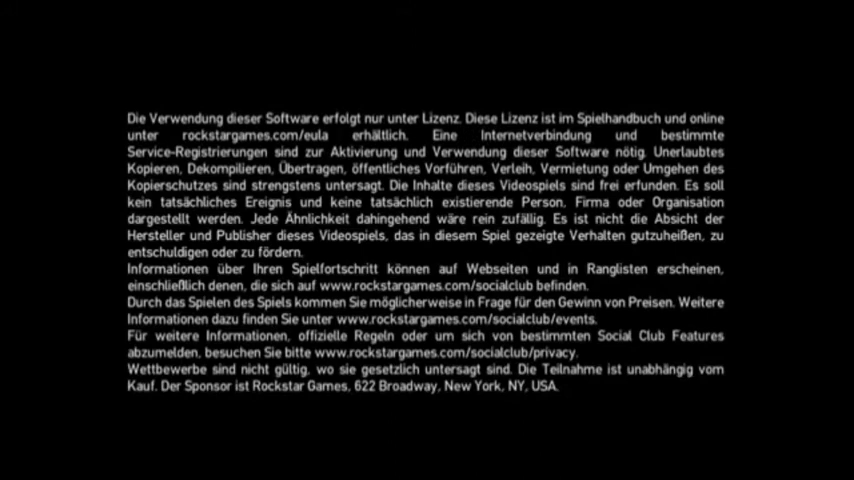 Die Verwendung dieser Software erfolgt nur unter Lizenz. Diese Lizenz ist im Spielhandbuch und online
unter rockstargames.com/eula erhältlich. Eine Internetverbindung und bestimmte
Service-Registrierungen sind zur Aktivierung und Verwendung dieser Software nötig. Unerlaubtes
Kopieren, Dekompilieren, Übertragen, öffentliches Vorführen, Verleih, Vermietung oder Umgehen des
Kopierschutzes sind strengstens untersagt. Die Inhalte dieses Videospiels sind frei erfunden. Es soll
kein tatsächliches Ereignis und keine tatsächlich existierende Person, Firma oder Organisation
dargestellt werden. Jede Ähnlichkeit dahingehend wäre rein zufällig. Es ist nicht die Absicht der
Hersteller und Publisher dieses Videospiels, das in diesem Spiel gezeigte Verhalten gutzuheißen, zu
entschuldigen oder zu fördern.
Informationen über Ihren Spielfortschritt können auf Webseiten und in Ranglisten erscheinen,
einschließlich denen, die sich auf www.rockstargames.com/socialclub befinden.
Durch das Spielen des Spiels kommen Sie möglicherweise in Frage für den Gewinn von Preisen. Weitere
Informationen dazu finden Sie unter www.rockstargames.com/socialclub/events.
Für weitere Informationen, offizielle Regeln oder um sich von bestimmten Social Club Features
abzumelden, besuchen Sie bitte www.rockstargames.com/socialclub/privacy.
Wettbewerbe sind nicht gültig, wo sie gesetzlich untersagt sind. Die Teilnahme ist unabhängig vom
Kauf. Der Sponsor ist Rockstar Games, 622 Broadway, New York, NY, USA.